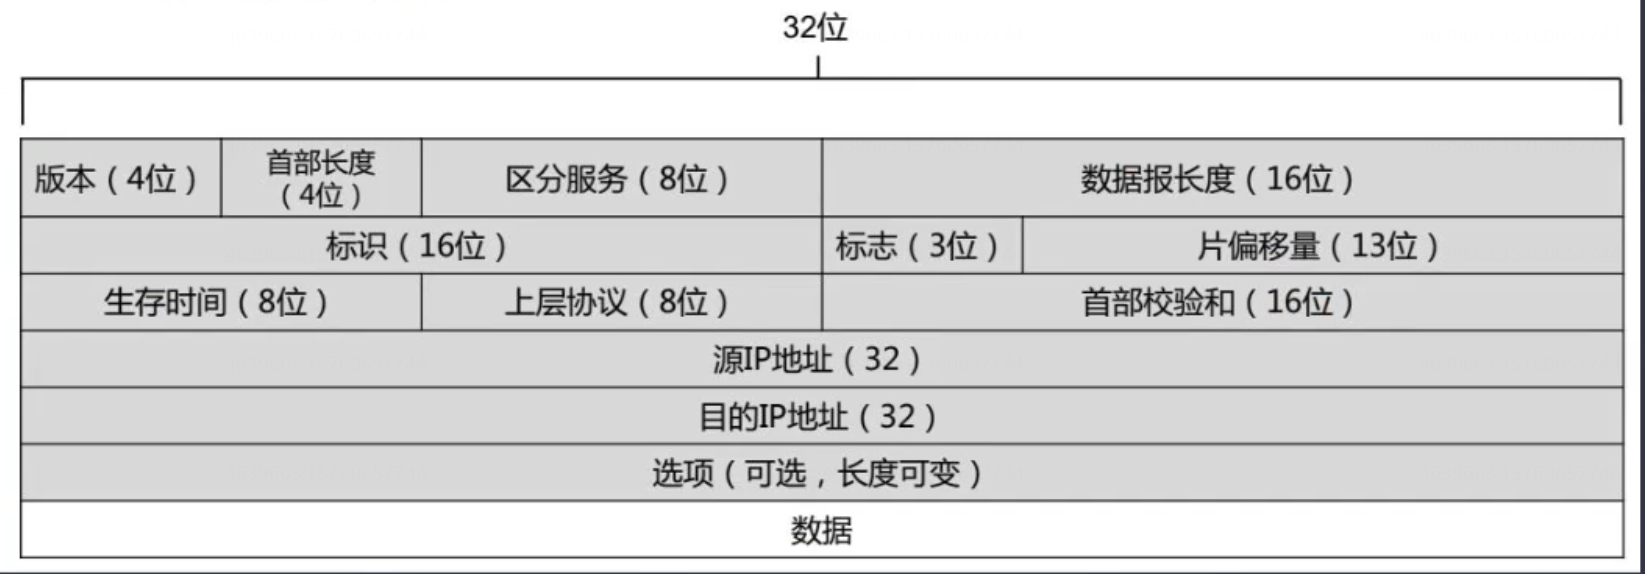 32位
版本（4位）
首部长度
（4位）
区分服务（8位）
数据报长度（16位）
标识（16位）
标志（3位）
片偏移量（13位）
生存时间（8位）
上层协议（8位）
首部校验和（16位）
源IP地址（32）
目的IP地址（32）
选项（可选，长度可变）
数据